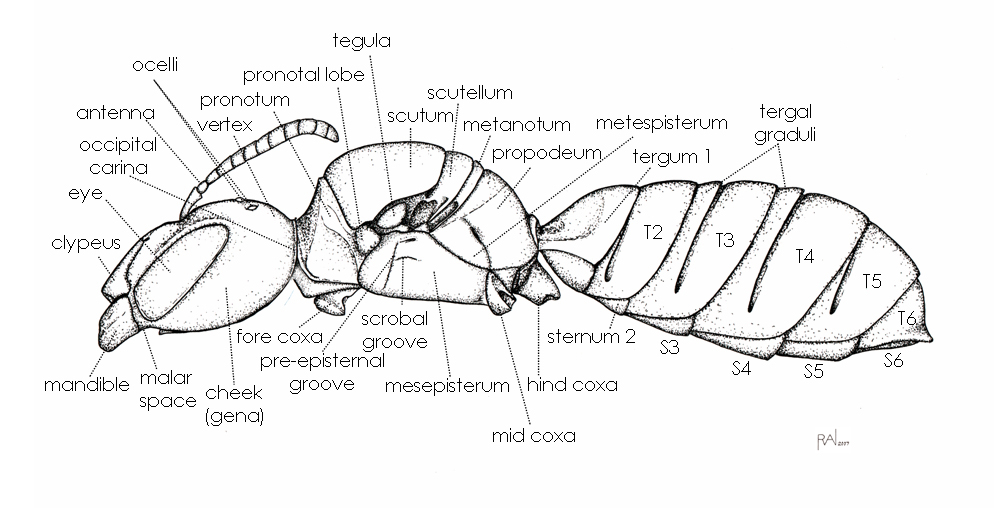 tegula
ocelli
pronotal lobe
scutellum
pronotum
antenna
scutum
tergal
graduli
vertex
metanotum
metespisterum
occipital
carina
propodeum
tergum 1
eye
clypeus
T2
T3
T4
T5
T6
fore coxa
scrobal
groove
sternum 2
S3
S4
S5
S6
pre-episternal
groove
mandible
malar
space
cheek
(gena)
mesepisterum
hind coxa
mid coxa
RAL 2007